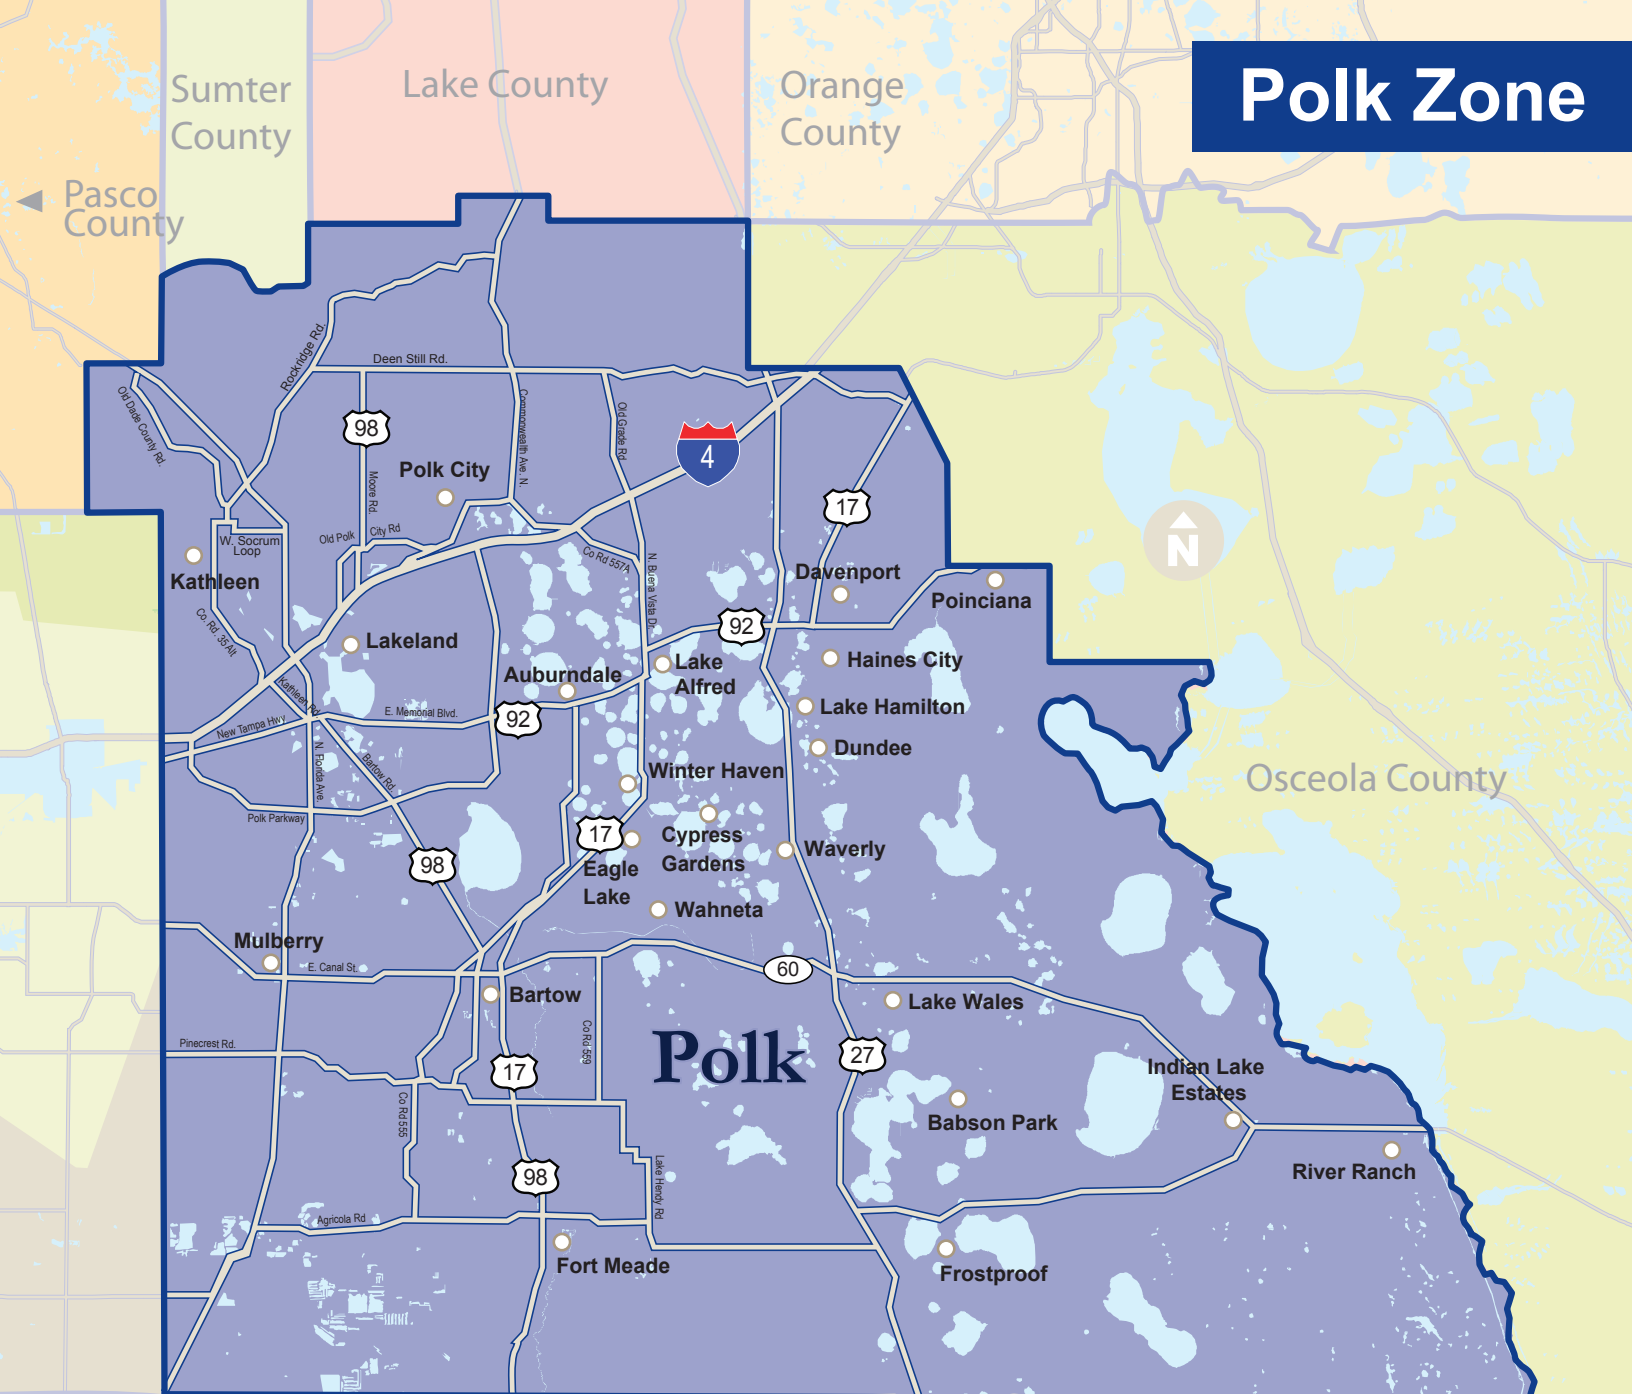 Polk Zone
Sumter
County
Lake County
Orange
County
Pasco
County
Rockridge Rd.
Deen Still Rd.
Old Dade County Rd.
98
Commonwealth Ave. N.
Old Grade Rd
4
Polk City
Moore Rd.
17
Old Polk City Rd
W. Socrum
Loop
Co Rd 557A
N. Buena Vista Dr.
Kathleen
Davenport
Poinciana
N
Co. Rd. 35 Alt
92
Lakeland
Haines City
Lake
Alfred
Auburndale
Kathleen Rd.
Lake Hamilton
E. Memorial Blvd.
92
New Tampa Hwy
N. Florida Ave.
Bartow Rd.
Dundee
Winter Haven
Osceola County
Polk Parkway
17
Cypress
Gardens
Waverly
98
Eagle
Lake
Wahneta
Mulberry
E. Canal St.
60
Bartow
Lake Wales
Pinecrest Rd.
Co Rd 559
Polk
27
17
Indian Lake
Estates
Co Rd 555
Babson Park
98
Lake Hendy Rd
River Ranch
Agricola Rd
Fort Meade
Frostproof